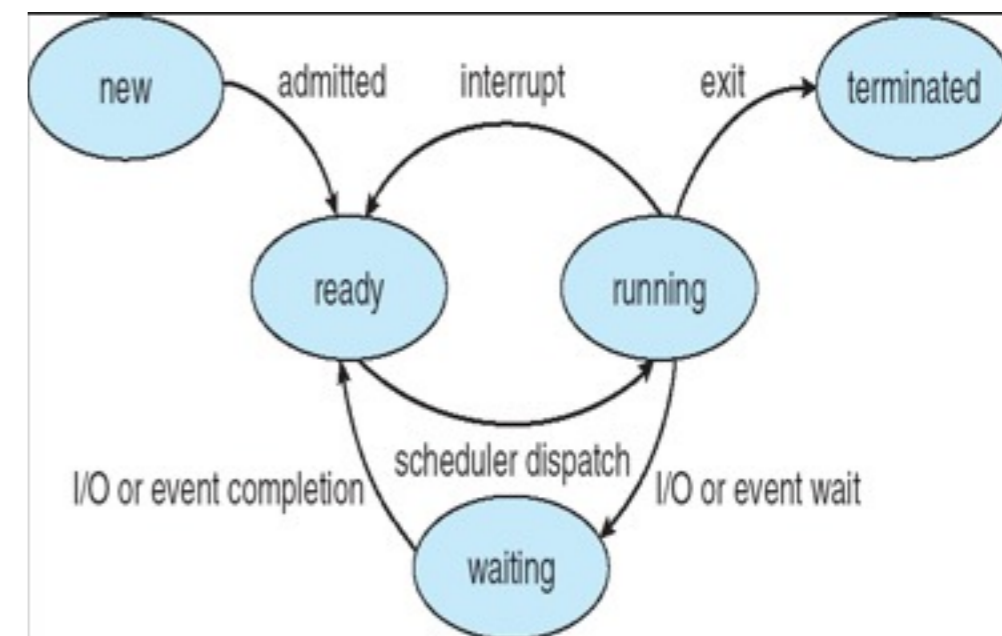 new
admitted
interrupt
exit
terminated
ready
running
scheduler dispatch
I/O or event completion
I/O or event wait
waiting